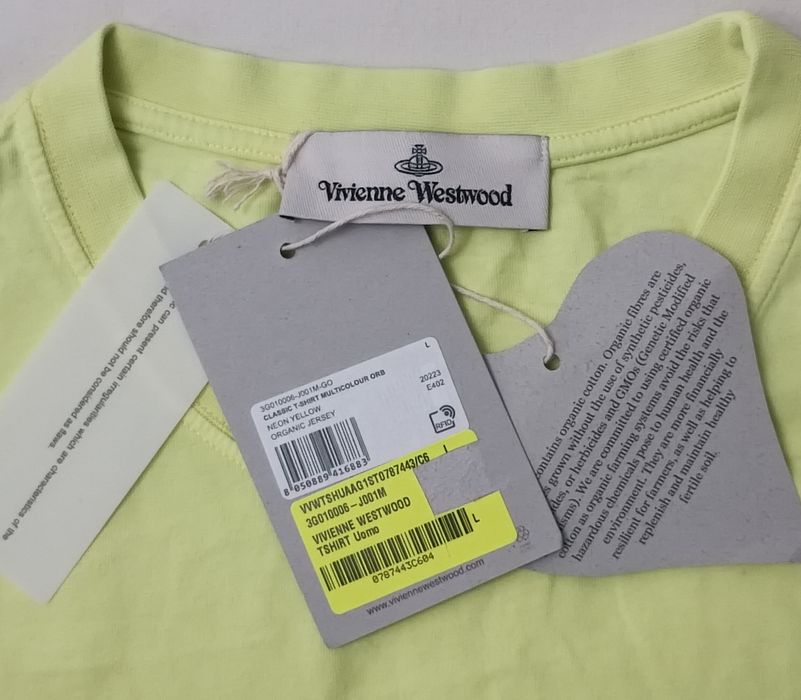 Vivienne Westwood
can present certain irregularities which are characteristics of the
therefore should not be considered as flaws.
L
3G010006-J001M-GO
CLASSIC T-SHIRT MULTICOLOUR ORB
NEON YELLOW
ORGANIC JERSEY
20223
E402
RFID
8 050889 416883
VVWTSHUAAG1ST0787443/C6 L
3G010006-J001M
VIVIENNE WESTWOOD
TSHIRT Uomo
L
0787443C604
www.viviennewestwood.com
contains organic cotton. Organic fibres are
grown without the use of synthetic pesticides,
or herbicides and GMOs (Genetic Modified
We are committed to using certified organic
cotton as organic farming systems avoid the risks that
hazardous chemicals pose to human health and the
environment. They are more financially
resilient for farmers, as well as helping to
replenish and maintain healthy
fertile soil.